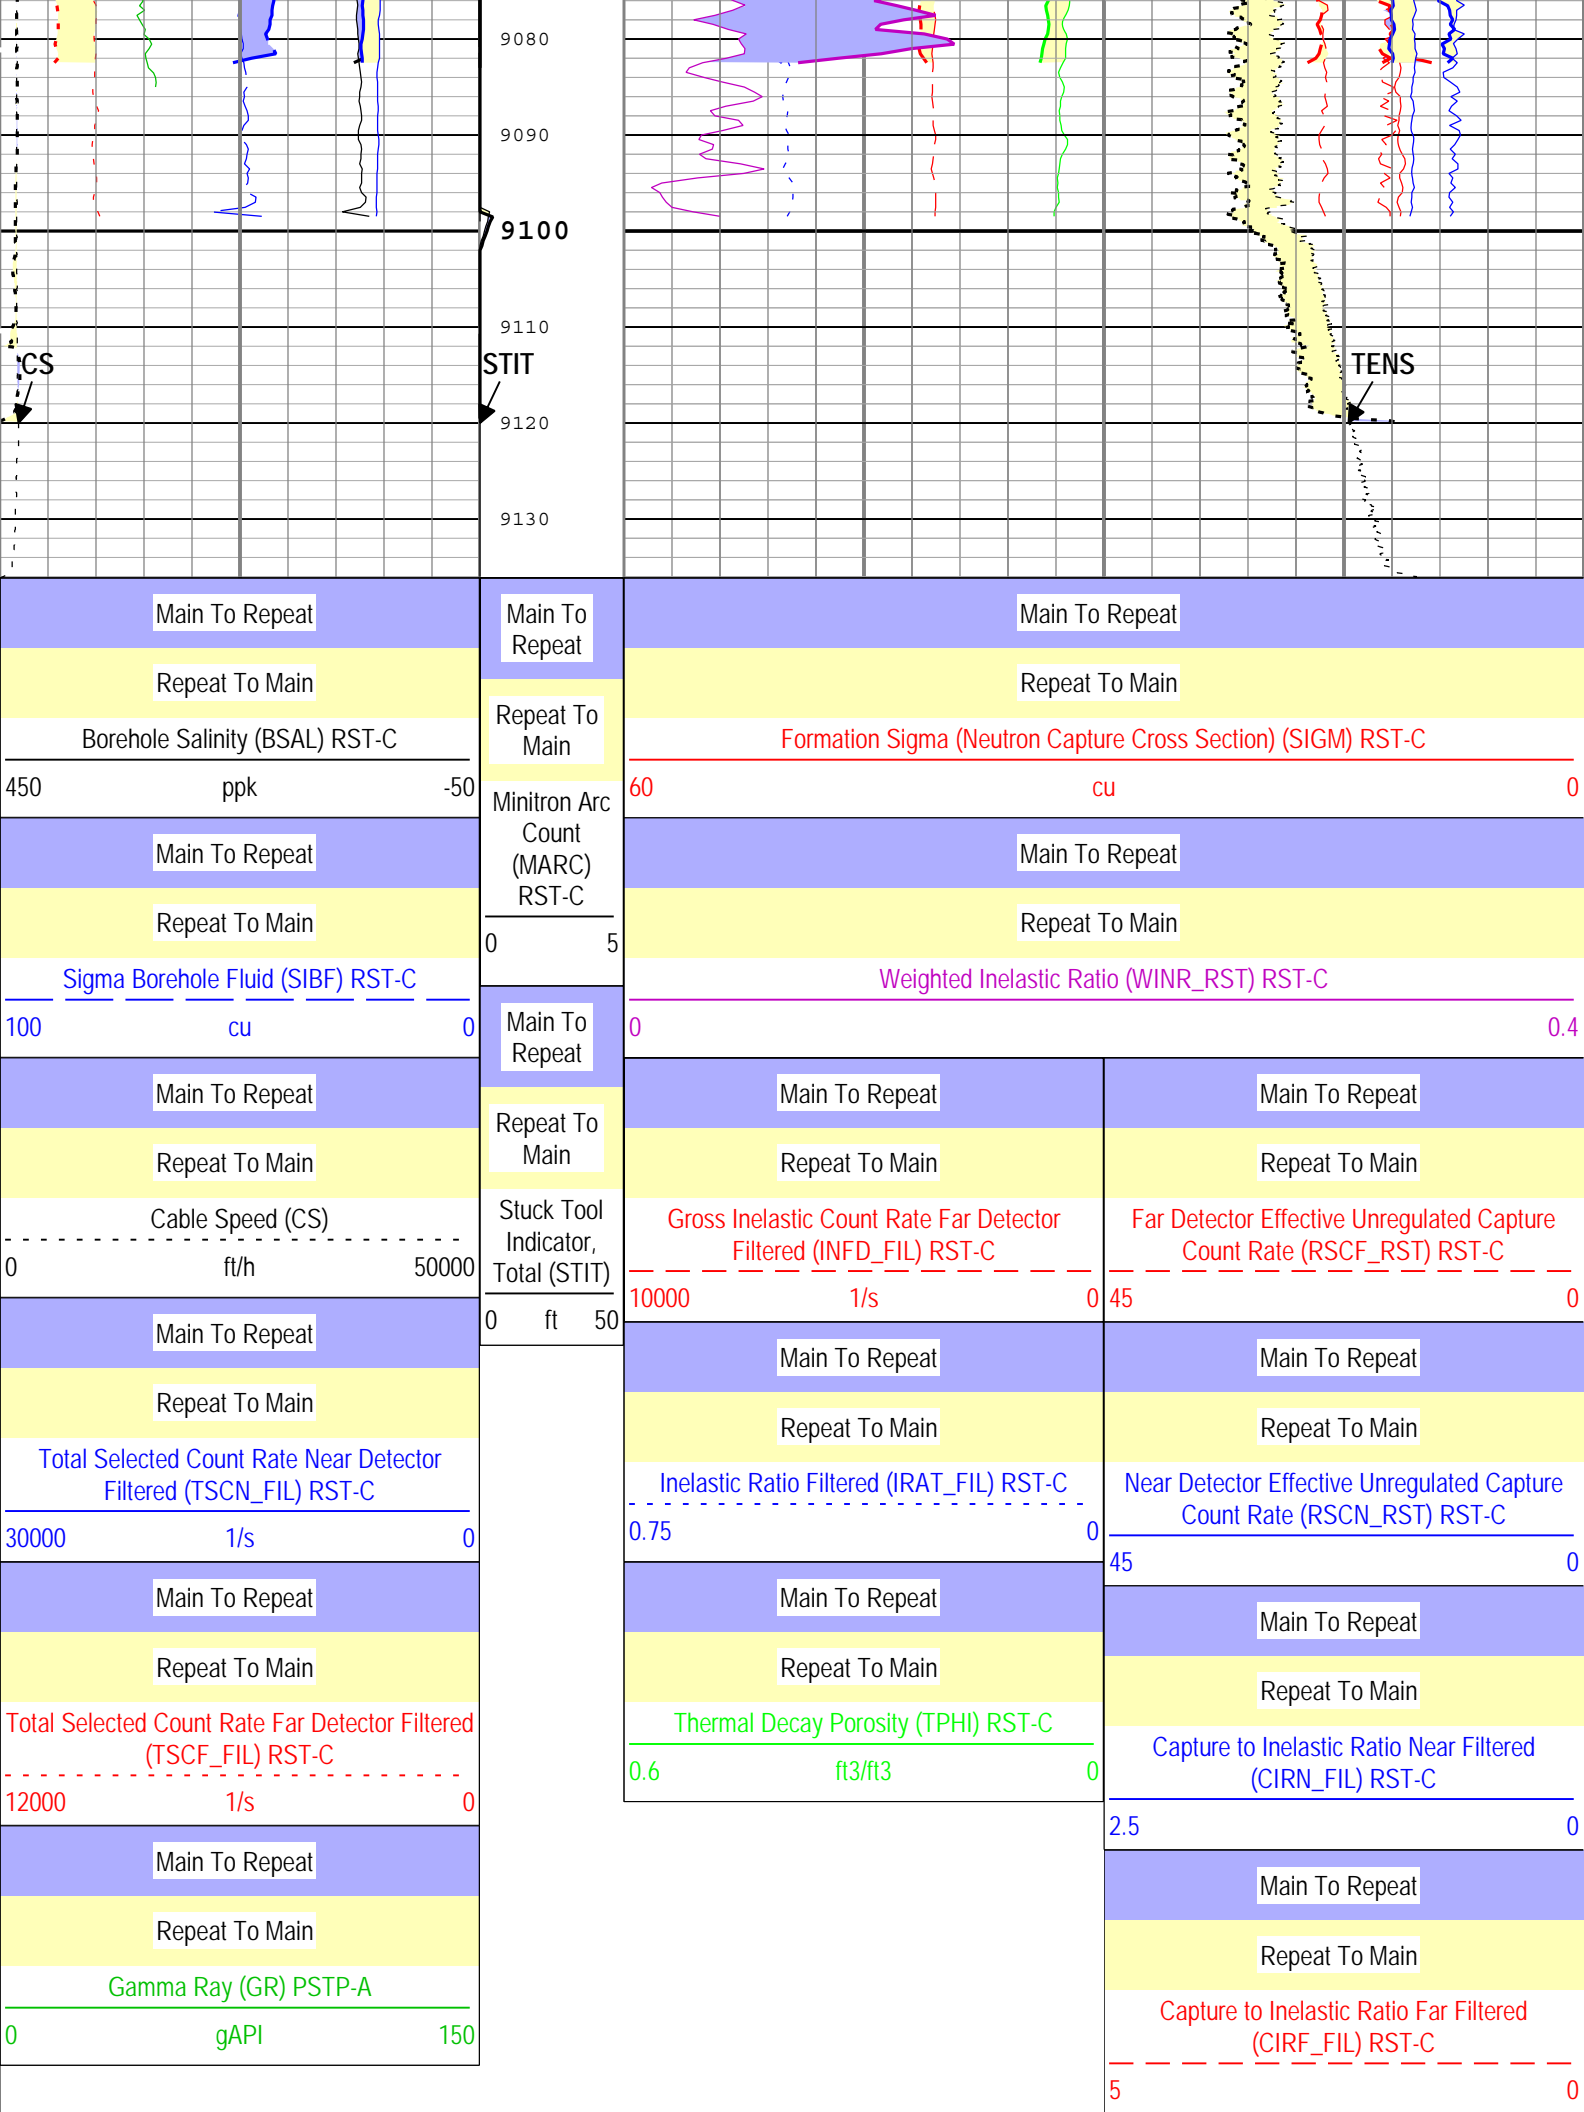 9080
9090
9100
9110
CS
STIT
TENS
9120
9130
Main To Repeat
Repeat To Main
Borehole Salinity (BSAL) RST-C
450 ppk -50
Main To Repeat
Repeat To Main
Sigma Borehole Fluid (SIBF) RST-C
100 cu 0
Main To Repeat
Repeat To Main
Cable Speed (CS)
0 ft/h 50000
Main To Repeat
Repeat To Main
Total Selected Count Rate Near Detector
Filtered (TSCN_FIL) RST-C
30000 1/s 0
Main To Repeat
Repeat To Main
Total Selected Count Rate Far Detector Filtered
(TSCF_FIL) RST-C
12000 1/s 0
Main To Repeat
Repeat To Main
Gamma Ray (GR) PSTP-A
0 gAPI 150
Main To
Repeat
Repeat To
Main
Minitron Arc
Count
(MARC)
RST-C
0 5
Main To
Repeat
Repeat To
Main
Stuck Tool
Indicator,
Total (STIT)
0 ft 50
Main To Repeat
Repeat To Main
Formation Sigma (Neutron Capture Cross Section) (SIGM) RST-C
60 cu 0
Main To Repeat
Repeat To Main
Weighted Inelastic Ratio (WINR_RST) RST-C
0 0.4
Main To Repeat
Repeat To Main
Gross Inelastic Count Rate Far Detector
Filtered (INFD_FIL) RST-C
10000 1/s 0
Main To Repeat
Repeat To Main
Inelastic Ratio Filtered (IRAT_FIL) RST-C
0.75 0
Main To Repeat
Repeat To Main
Thermal Decay Porosity (TPHI) RST-C
0.6 ft3/ft3 0
Main To Repeat
Repeat To Main
Far Detector Effective Unregulated Capture
Count Rate (RSCF_RST) RST-C
45 0
Main To Repeat
Repeat To Main
Near Detector Effective Unregulated Capture
Count Rate (RSCN_RST) RST-C
45 0
Main To Repeat
Repeat To Main
Capture to Inelastic Ratio Near Filtered
(CIRN_FIL) RST-C
2.5 0
Main To Repeat
Repeat To Main
Capture to Inelastic Ratio Far Filtered
(CIRF_FIL) RST-C
5 0